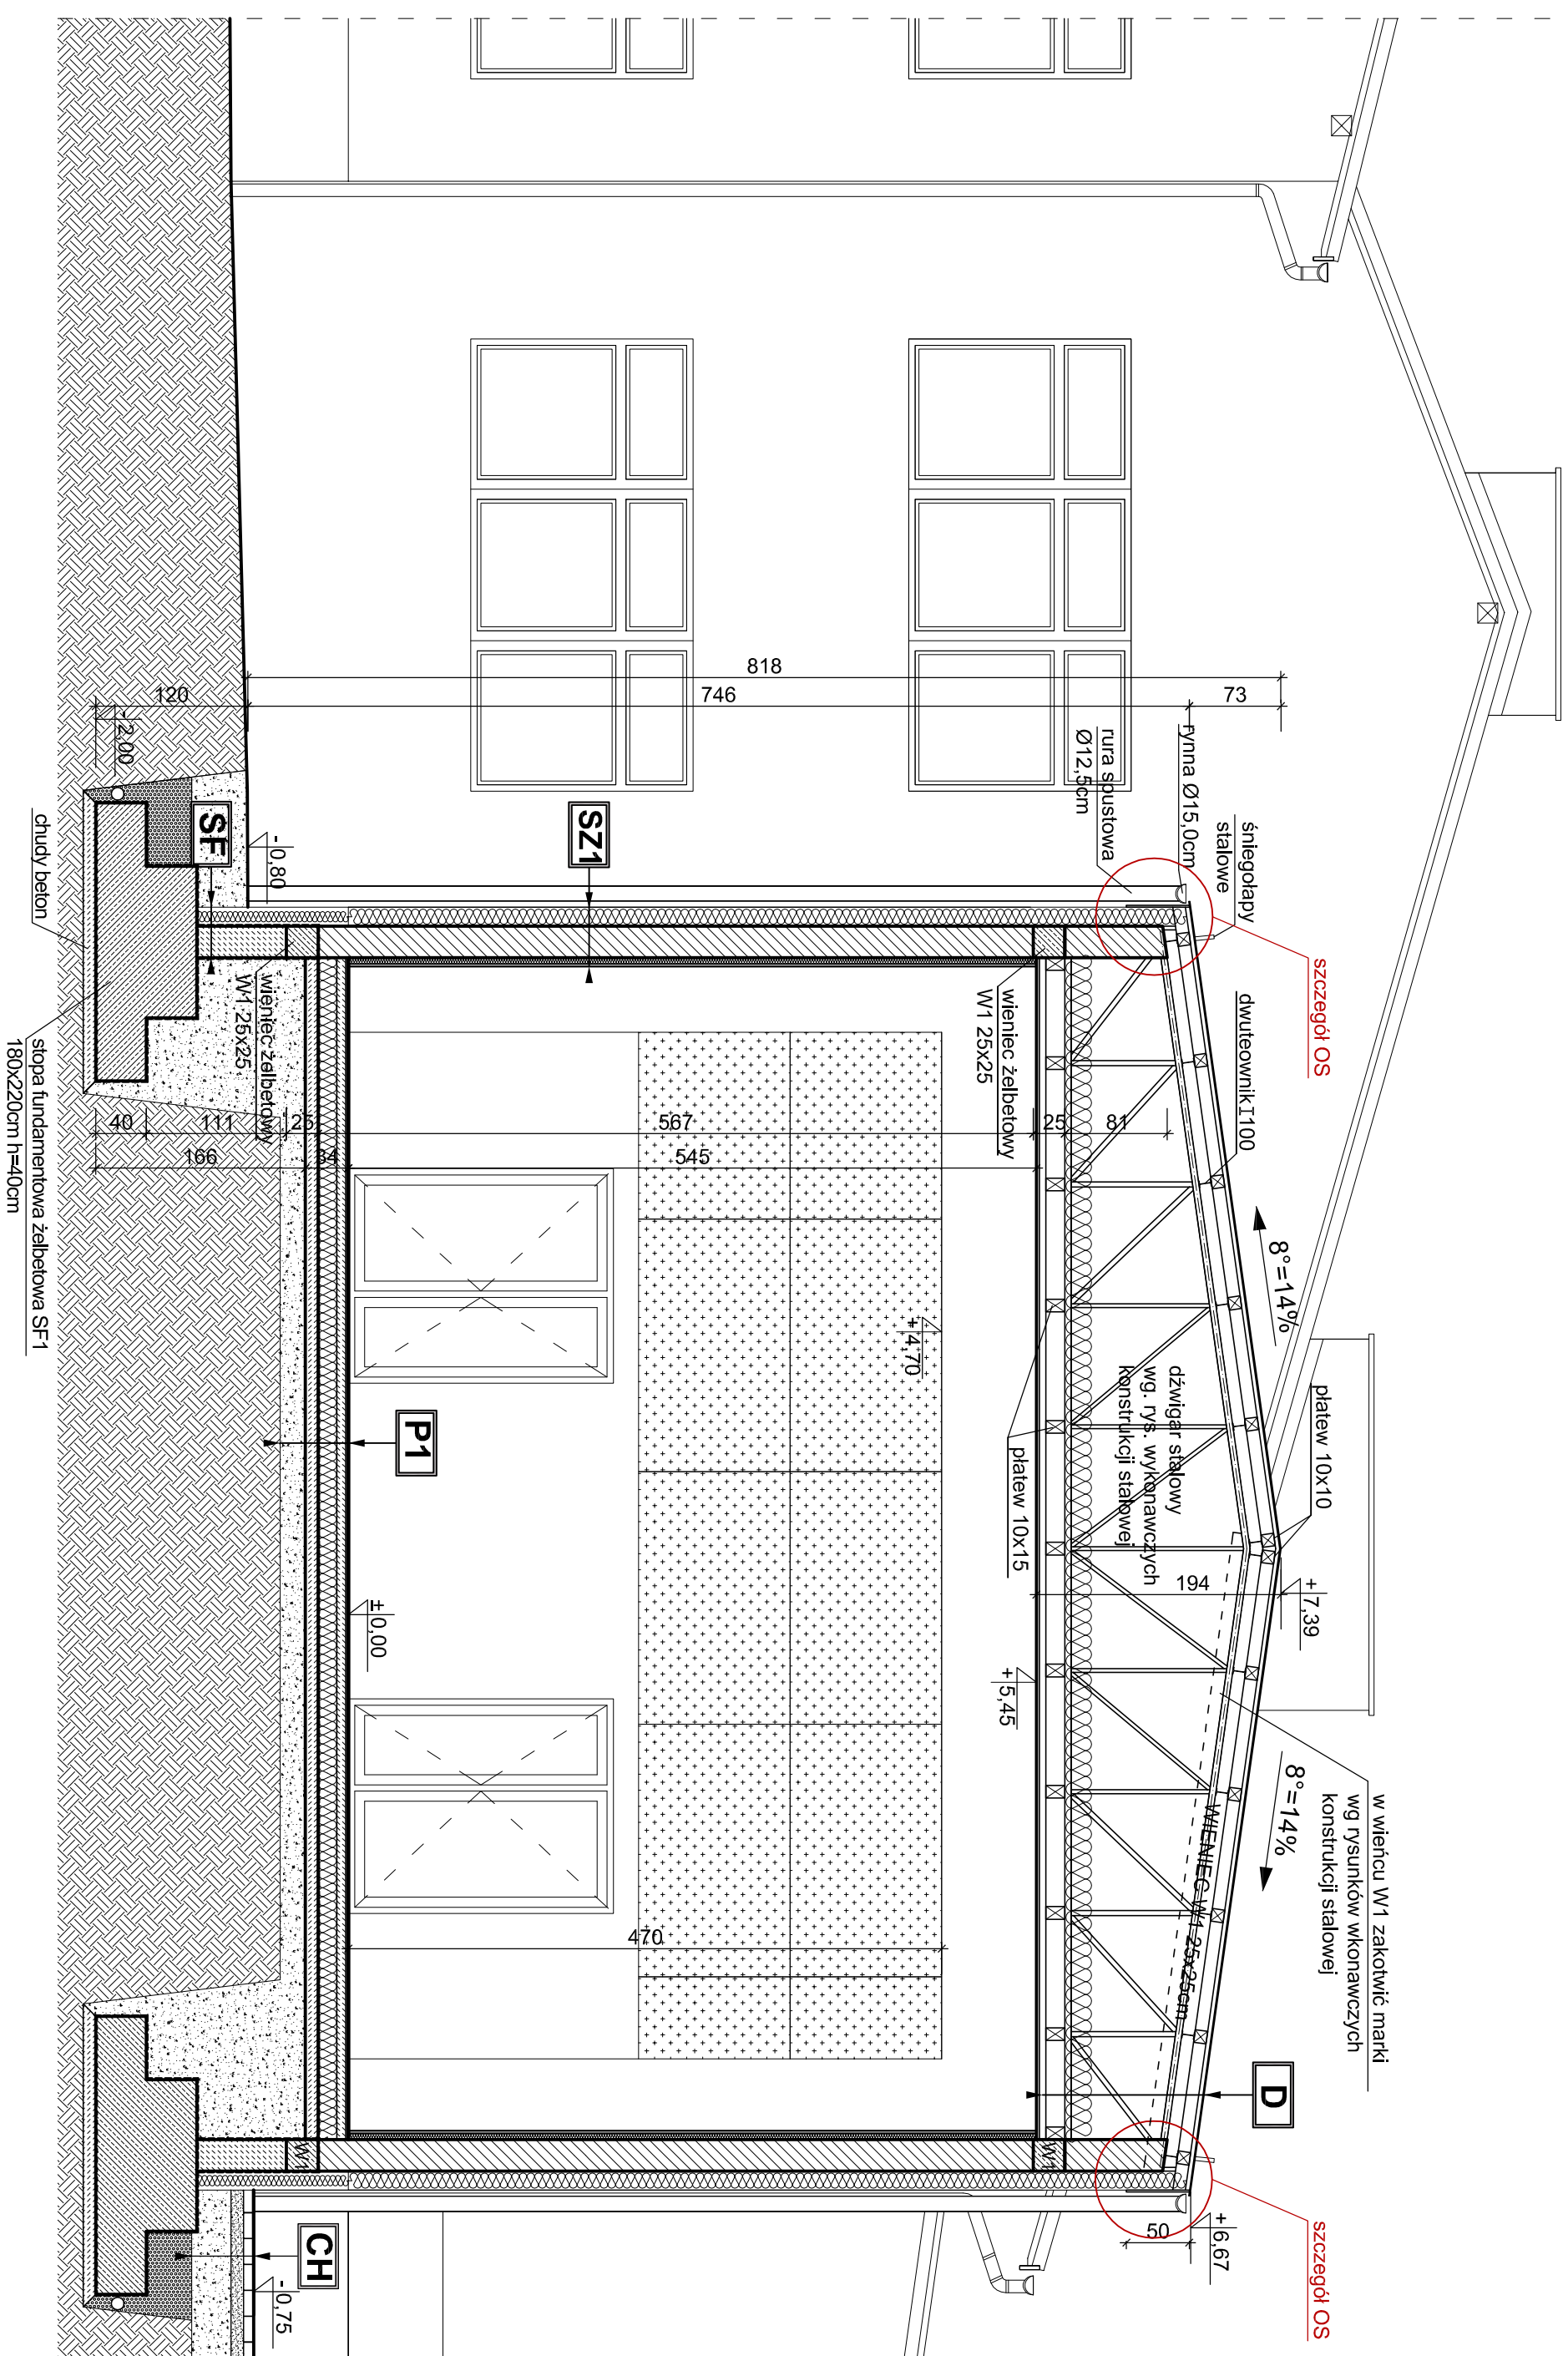 818
746
73
120
-2,00
rynna Ø15,0cm
rura spustowa
Ø12,5cm
śniegołapy
stalowe
szczegół OS
SF
SZ1
-0,80
chudy beton
stopa fundamentowa żelbetowa SF1
180x220cm h=40cm
wieniec żelbetowy
W1 25x25
wieniec żelbetowy
W1 25x25
dwuteownik I100
40
111
25
567
25
81
166
34
545
8°=14%
+4,70
dźwigar stalowy
wg. rys. wykonawczych
konstrukcji stalowej
płatew 10x10
płatew 10x15
P1
±0,00
194
+7,39
+5,45
8°=14%
w wieńcu W1 zakotwić marki
wg rysunków wkonawczych
konstrukcji stalowej
WIENIEC W1 25x25cm
470
D
W1
W1
CH
-0,75
50
+6,67
szczegół OS